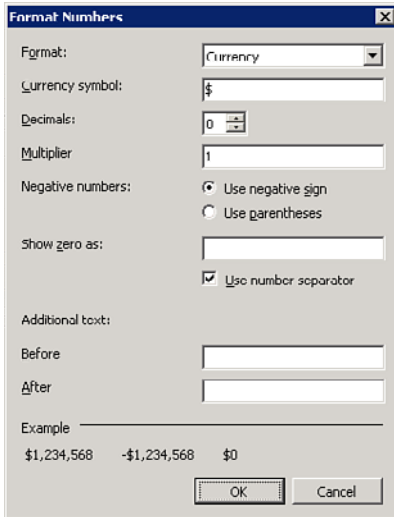 Format Numbers
Format: Currency
Currency symbol: $
Decimals: 0
Multiplier 1
Negative numbers: Use negative sign
Use parentheses
Show zero as:
Use number separator
Additional text:
Before
After
Example
$1,234,568 -$1,234,568 $0
OK Cancel